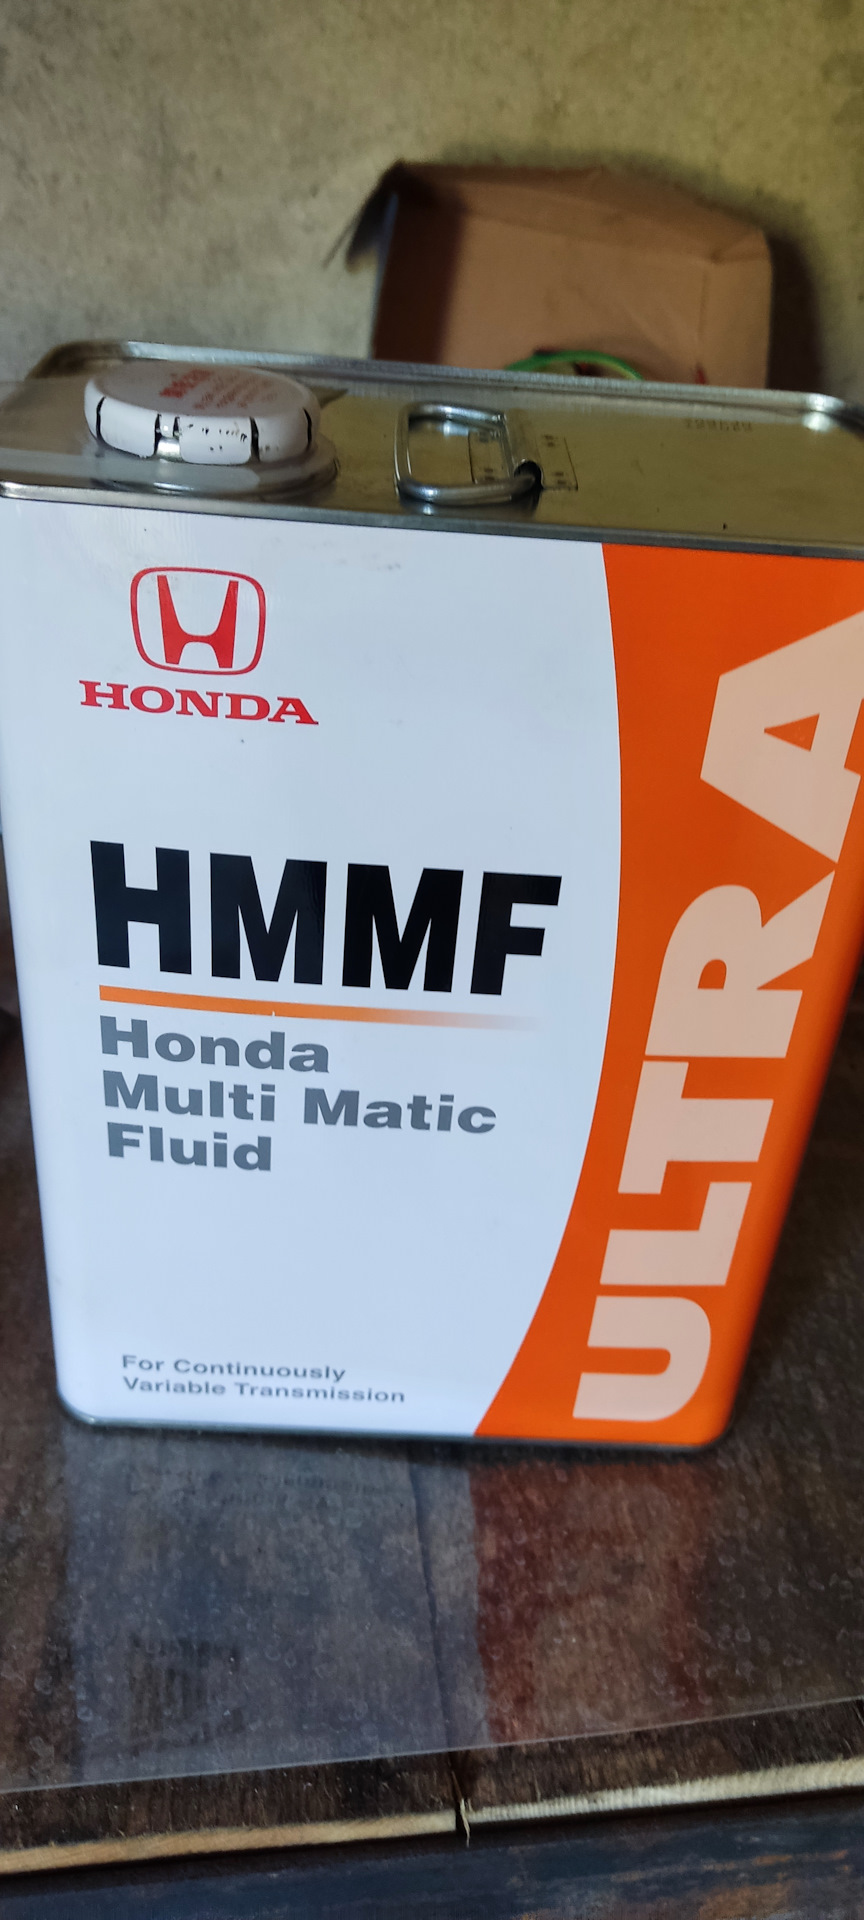 HONDA
HMMF
Honda
Multi Matic
Fluid
For Continuously
Variable Transmission
ULTRA